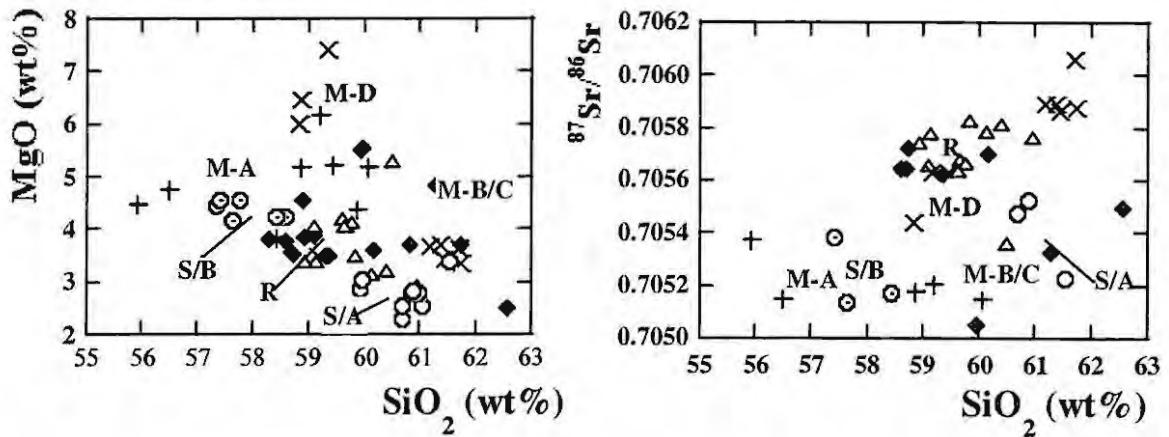 MgO (wt%)
8
7
6
5
4
3
2
M-D
M-A
M-B/C
S/B
R
S/A
55 56 57 58 59 60 61 62 63
SiO₂ (wt%)
⁸⁷Sr/⁸⁶Sr
0.7062
0.7060
0.7058
0.7056
0.7054
0.7052
0.7050
R
M-D
M-A
S/B
M-B/C
S/A
55 56 57 58 59 60 61 62 63
SiO₂ (wt%)